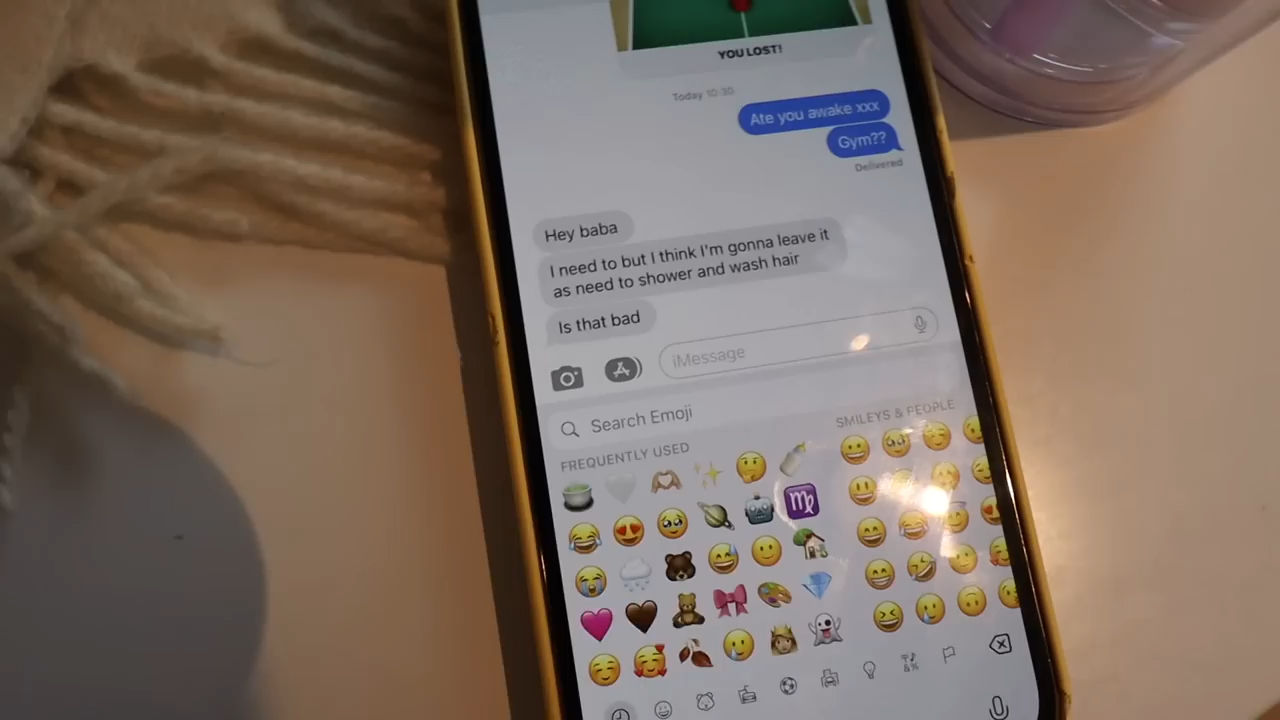 YOU LOST!
Today 10:30
Ate you awake xxx
Gym??
Delivered
Hey baba
I need to but I think I'm gonna leave it
as need to shower and wash hair
Is that bad
iMessage
Search Emoji
FREQUENTLY USED
SMILEYS & PEOPLE